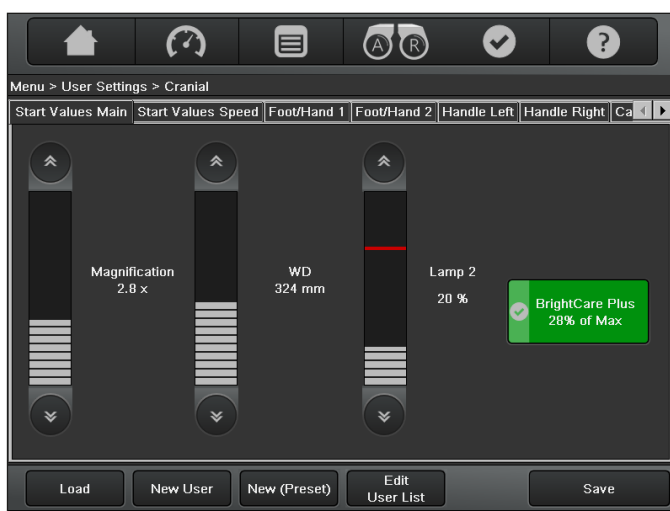 A R ?
Menu > User Settings > Cranial
Start Values Main Start Values Speed Foot/Hand 1 Foot/Hand 2 Handle Left Handle Right Ca
Magnification
2.8 x
WD
324 mm
Lamp 2
20 %
BrightCare Plus
28% of Max
Load New User New (Preset) Edit
User List
Save